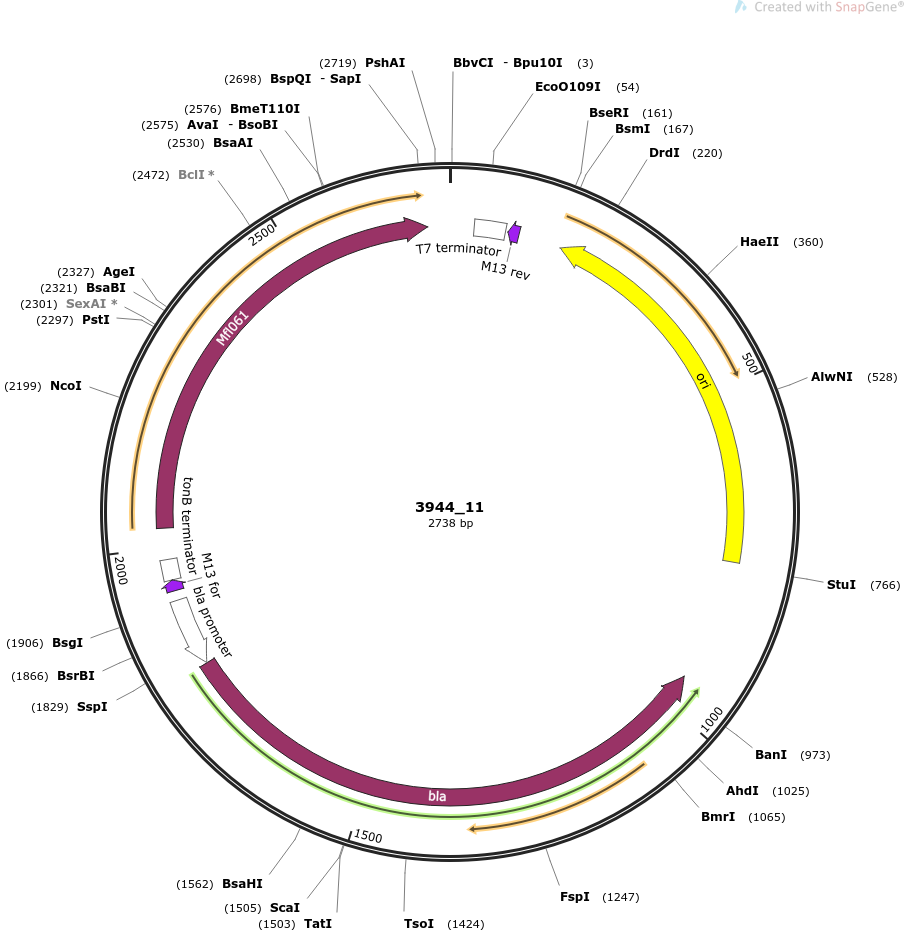 Created with SnapGene®
(2719) PshAI
BbvCI - Bpu10I (3)
(2698) BspQI - SapI
EcoO109I (54)
(2576) BmeT110I
BseRI (161)
(2575) AvaI - BsoBI
BsmI (167)
(2530) BsaAI
DrdI (220)
(2472) BclI *
2500
T7 terminator
M13 rev
HaeII (360)
(2327) AgeI
(2321) BsaBI
(2301) SexAI *
(2297) PstI
Mfl061
500
ori
AlwNI (528)
(2199) NcoI
3944_11
2738 bp
tonB terminator
M13 for
bla promoter
2000
StuI (766)
(1906) BsgI
(1866) BsrBI
(1829) SspI
1000
BanI (973)
AhdI (1025)
BmrI (1065)
bla
1500
(1562) BsaHI
FspI (1247)
(1505) ScaI
(1503) TatI
TsoI (1424)